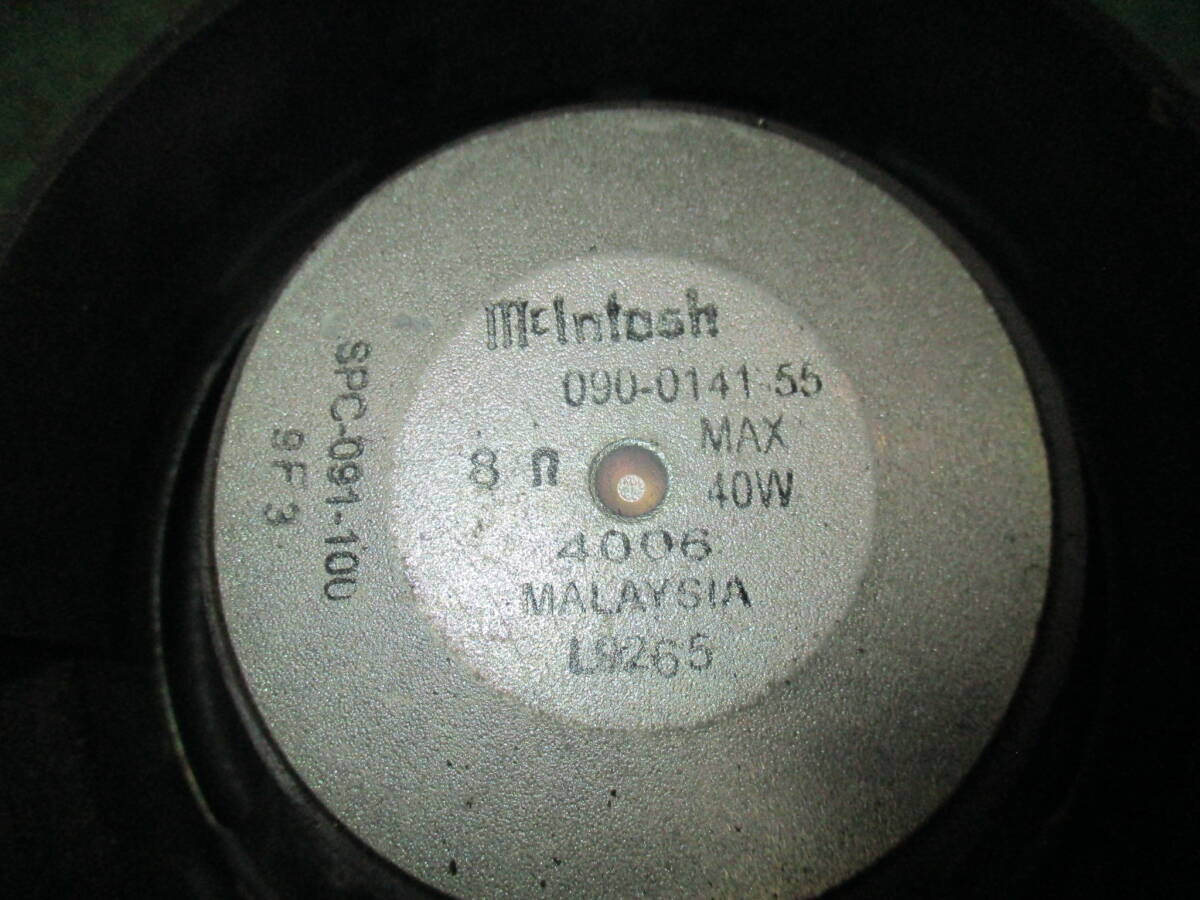 McIntosh
090-0141-55
8 Ω MAX
40W
4006
MALAYSIA
L9265
SPC-091-100
9F3